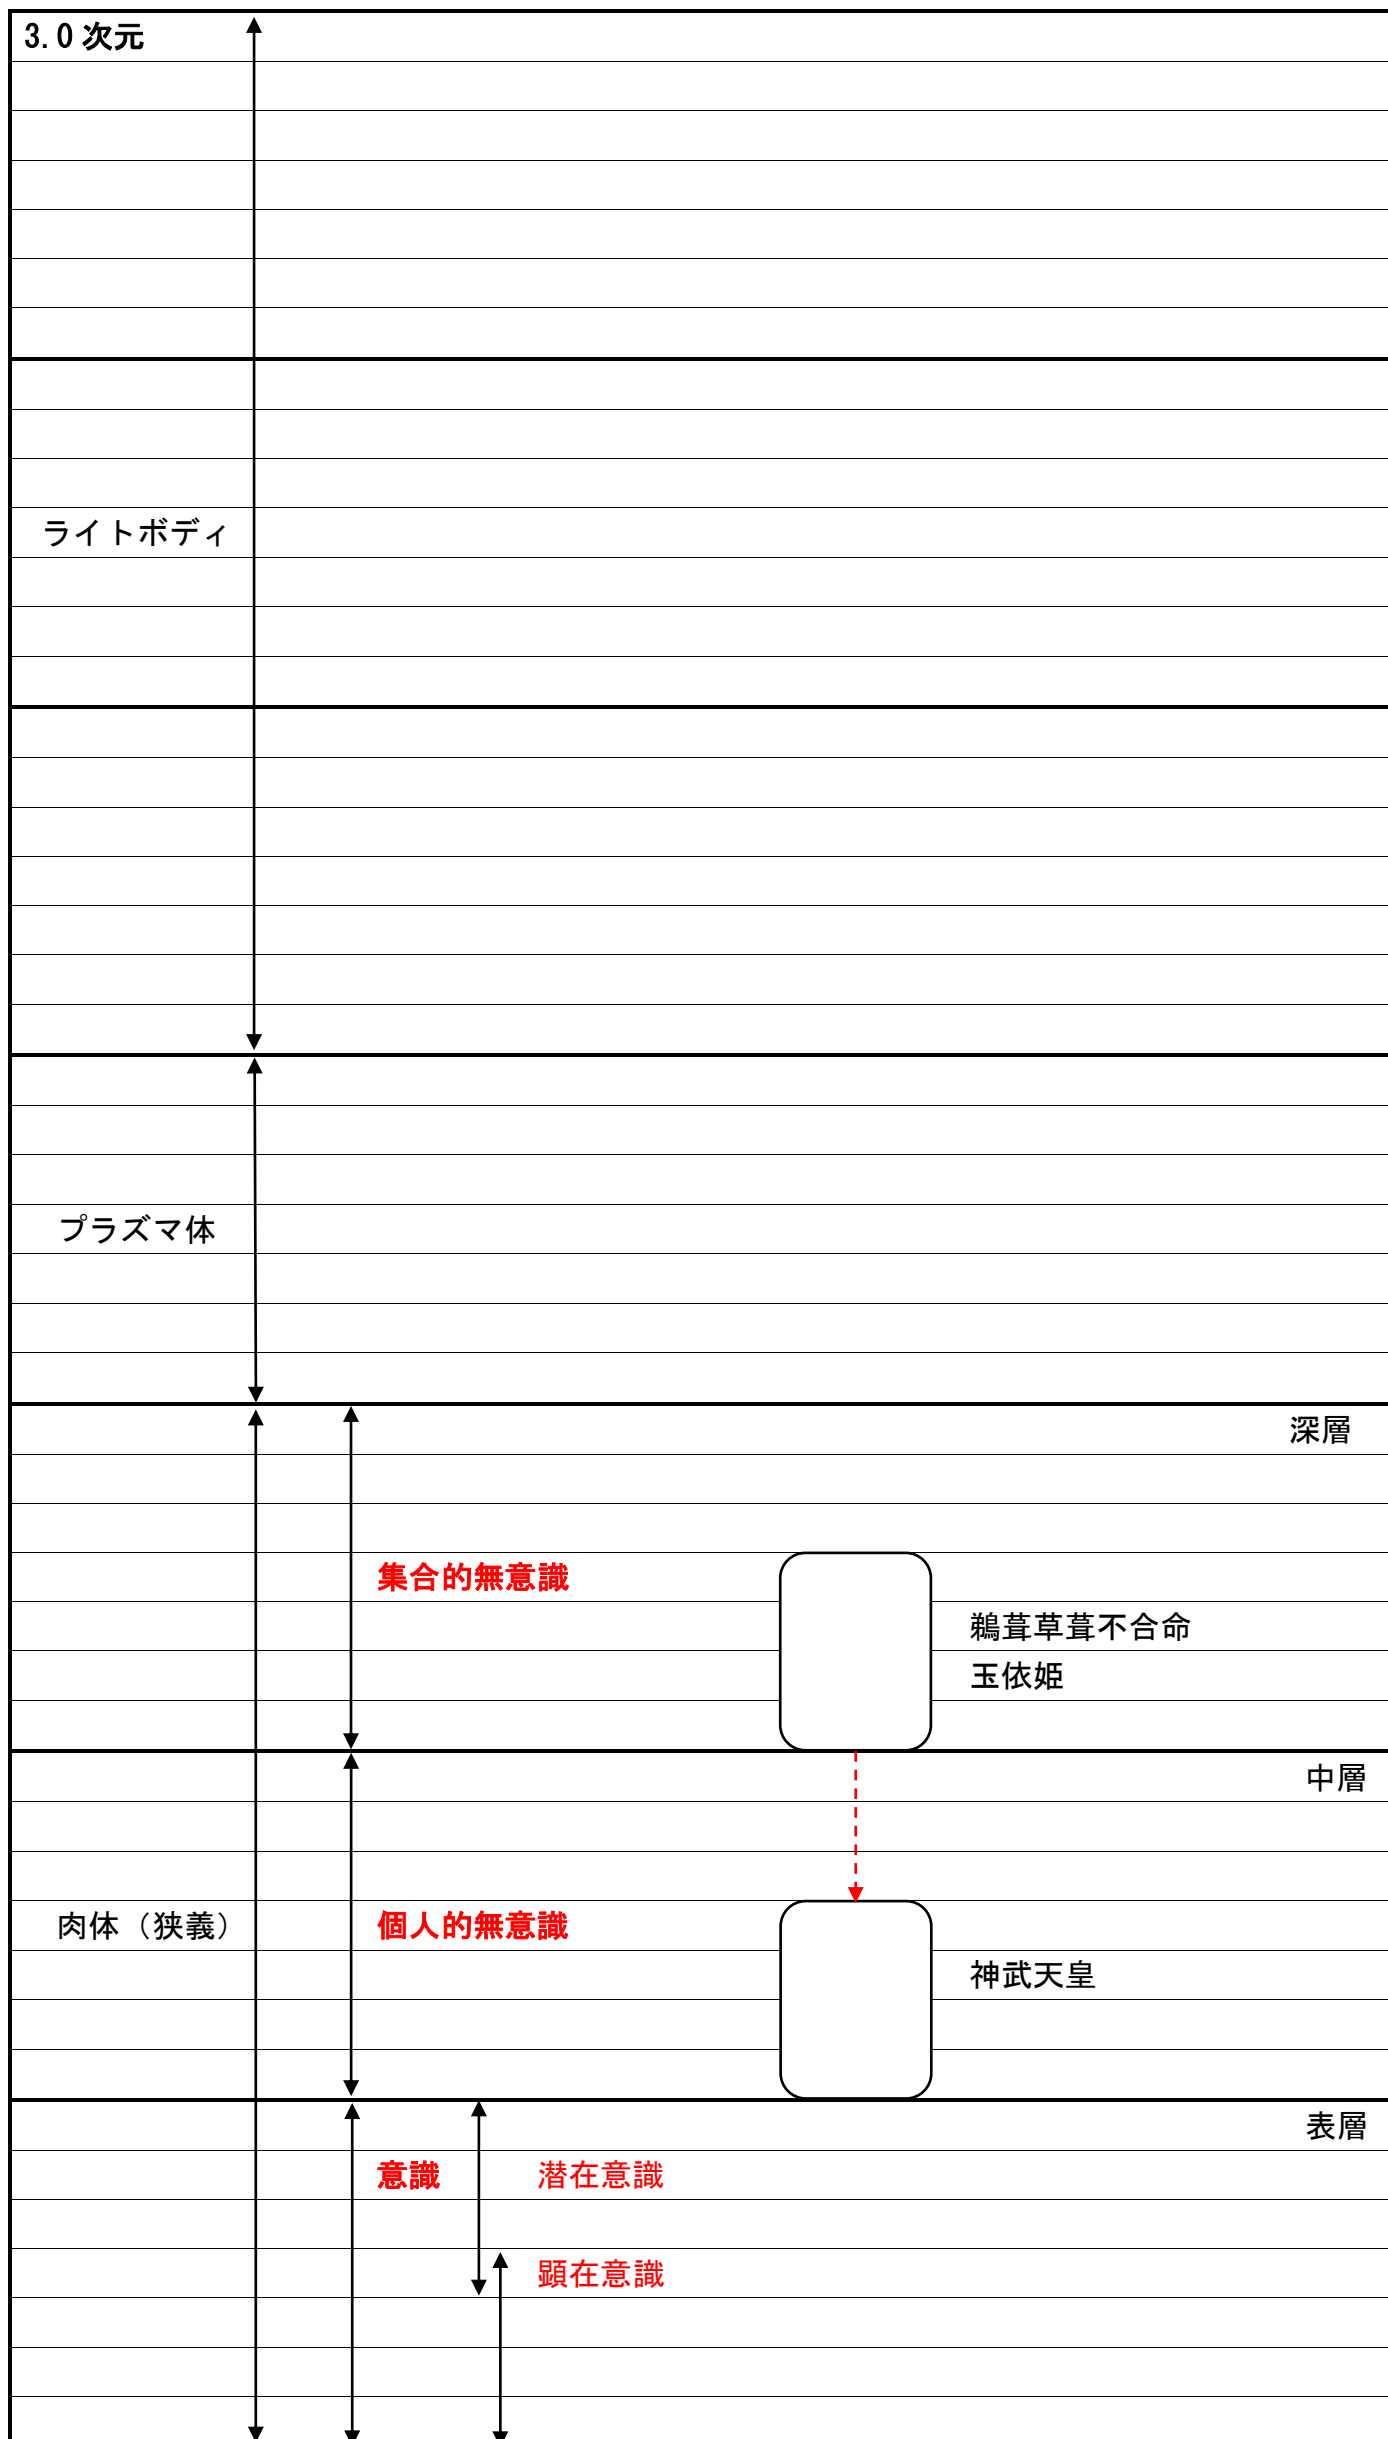 3.0次元
ライトボディ
プラズマ体
深層
集合的無意識
鵜葺草葺不合命
玉依姫
中層
肉体（狭義） 個人的無意識
神武天皇
表層
意識 潜在意識
顕在意識